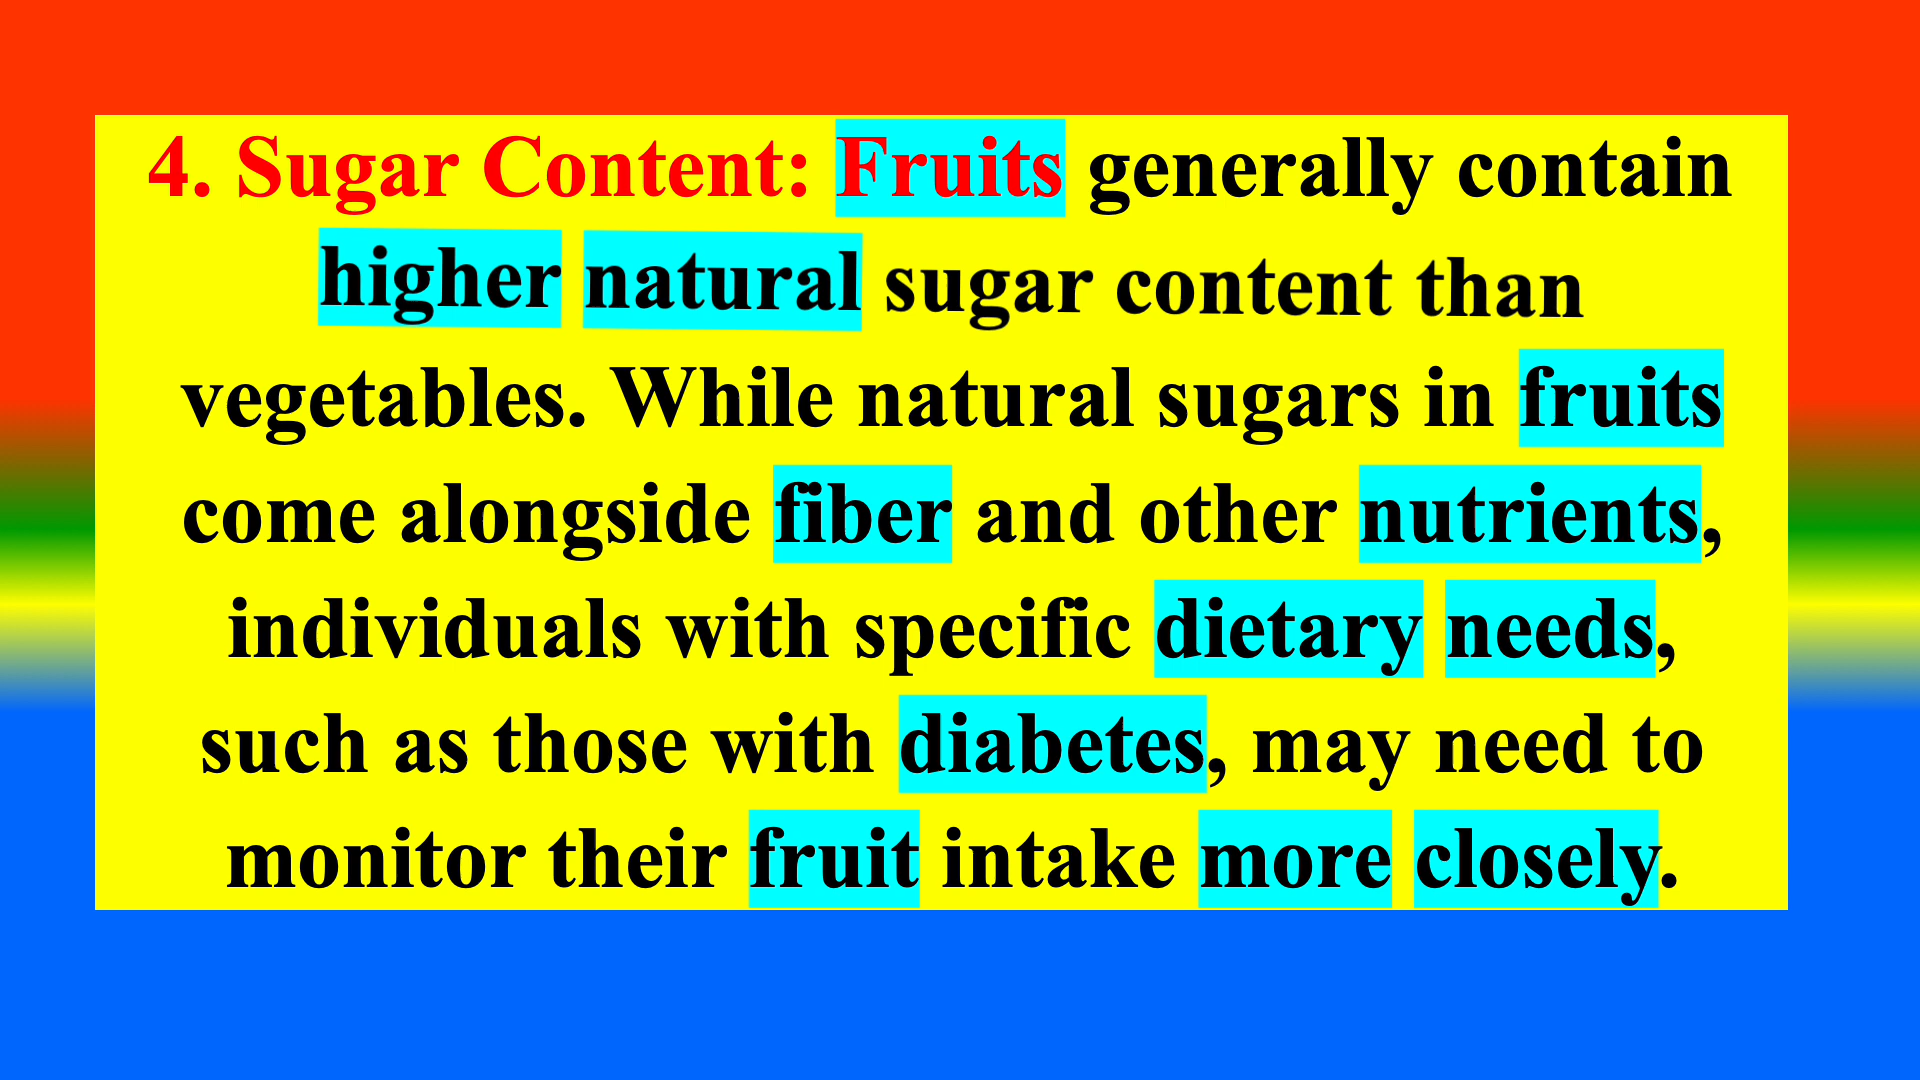 4. Sugar Content: Fruits generally contain
higher natural sugar content than
vegetables. While natural sugars in fruits
come alongside fiber and other nutrients,
individuals with specific dietary needs,
such as those with diabetes, may need to
monitor their fruit intake more closely.